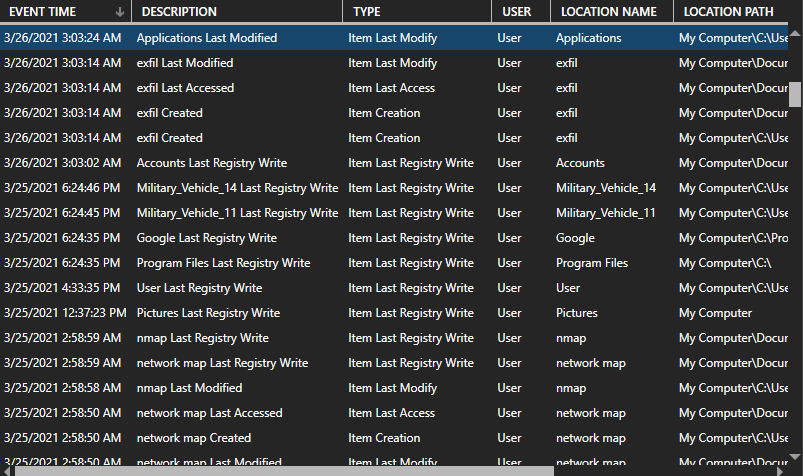 EVENT TIME DESCRIPTION TYPE USER LOCATION NAME LOCATION PATH
3/26/2021 3:03:24 AM Applications Last Modified Item Last Modify User Applications My Computer\C:\Use
3/26/2021 3:03:14 AM exfil Last Modified Item Last Modify User exfil My Computer\Docur
3/26/2021 3:03:14 AM exfil Last Accessed Item Last Access User exfil My Computer\Docur
3/26/2021 3:03:14 AM exfil Created Item Creation User exfil My Computer\Docur
3/26/2021 3:03:14 AM exfil Created Item Creation User exfil My Computer\C:\Use
3/26/2021 3:03:02 AM Accounts Last Registry Write Item Last Registry Write User Accounts My Computer\Docur
3/25/2021 6:24:46 PM Military_Vehicle_14 Last Registry Write Item Last Registry Write User Military_Vehicle_14 My Computer\C:\Use
3/25/2021 6:24:45 PM Military_Vehicle_11 Last Registry Write Item Last Registry Write User Military_Vehicle_11 My Computer\C:\Use
3/25/2021 6:24:35 PM Google Last Registry Write Item Last Registry Write User Google My Computer\C:\Pro
3/25/2021 6:24:35 PM Program Files Last Registry Write Item Last Registry Write User Program Files My Computer\C:\
3/25/2021 4:33:35 PM User Last Registry Write Item Last Registry Write User User My Computer\C:\Use
3/25/2021 12:37:23 PM Pictures Last Registry Write Item Last Registry Write User Pictures My Computer
3/25/2021 2:58:59 AM nmap Last Registry Write Item Last Registry Write User nmap My Computer\Docur
3/25/2021 2:58:59 AM network map Last Registry Write Item Last Registry Write User network map My Computer\Docur
3/25/2021 2:58:58 AM nmap Last Modified Item Last Modify User nmap My Computer\C:\Use
3/25/2021 2:58:50 AM network map Last Accessed Item Last Access User network map My Computer\Docur
3/25/2021 2:58:50 AM network map Created Item Creation User network map My Computer\C:\Use
3/25/2021 2:58:50 AM network map Last Modified Item Last Modify User network map My Computer\Docur